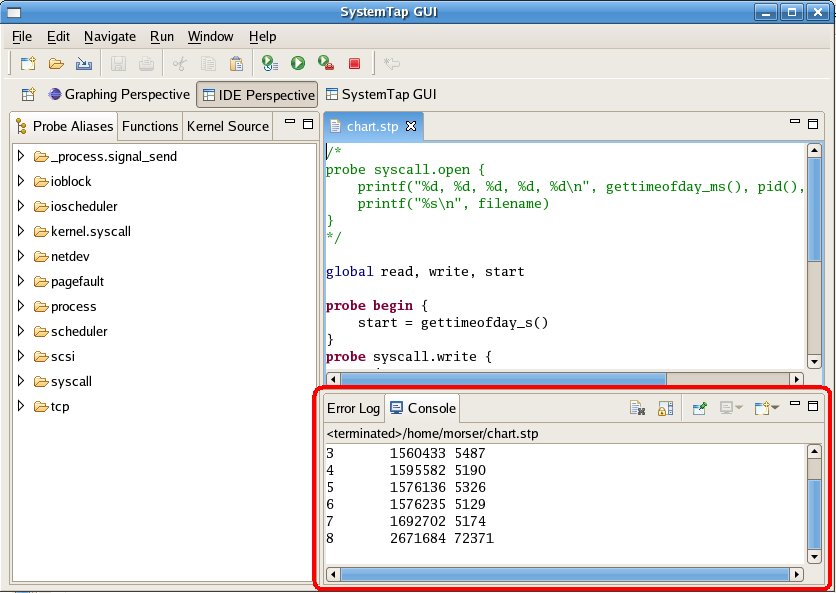 SystemTap GUI
File Edit Navigate Run Window Help
Graphing Perspective IDE Perspective SystemTap GUI
Probe Aliases Functions Kernel Source
_process.signal_send
ioblock
ioscheduler
kernel.syscall
netdev
pagefault
process
scheduler
scsi
syscall
tcp
chart.stp
/*
probe syscall.open {
printf("%d, %d, %d, %d, %d\n", gettimeofday_ms(), pid(),
printf("%s\n", filename)
}
*/
global read, write, start
probe begin {
start = gettimeofday_s()
}
probe syscall.write {
Error Log Console
<terminated>/home/morser/chart.stp
3 1560433 5487
4 1595582 5190
5 1576136 5326
6 1576235 5129
7 1692702 5174
8 2671684 72371